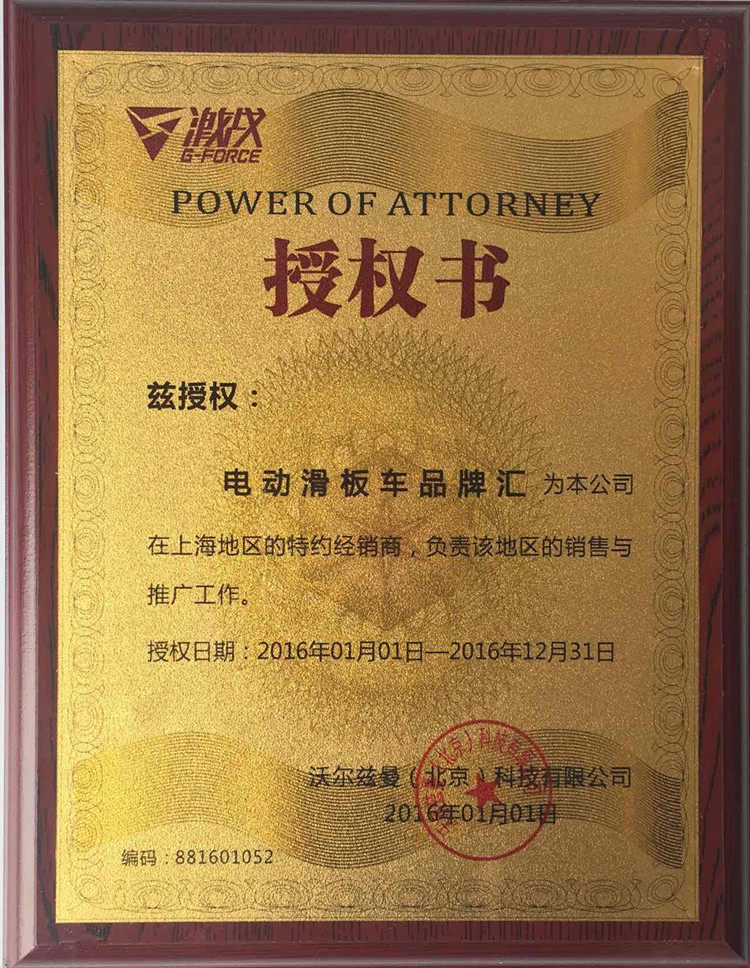 激战
G-FORCE
POWER OF ATTORNEY
授权书
兹授权：
电动滑板车品牌汇 为本公司
在上海地区的特约经销商，负责该地区的销售与
推广工作。
授权日期：2016年01月01日—2016年12月31日
沃尔兹曼（北京）科技有限公司
2016年01月01日
编码：881601052